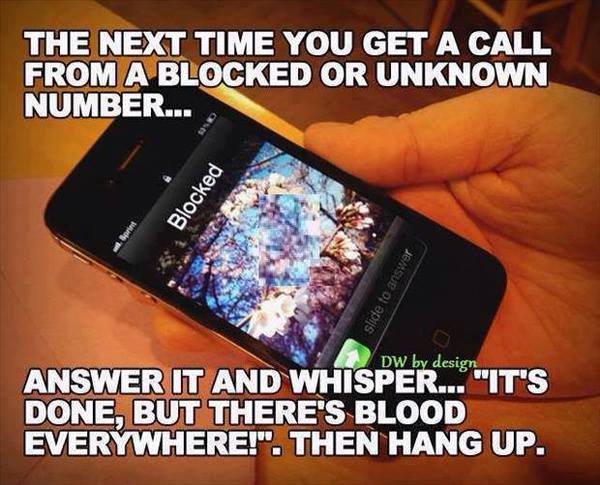 THE NEXT TIME YOU GET A CALL
FROM A BLOCKED OR UNKNOWN
NUMBER...
Sprint
Blocked
slide to answer
DW by design
ANSWER IT AND WHISPER... "IT'S
DONE, BUT THERE'S BLOOD
EVERYWHERE!". THEN HANG UP.